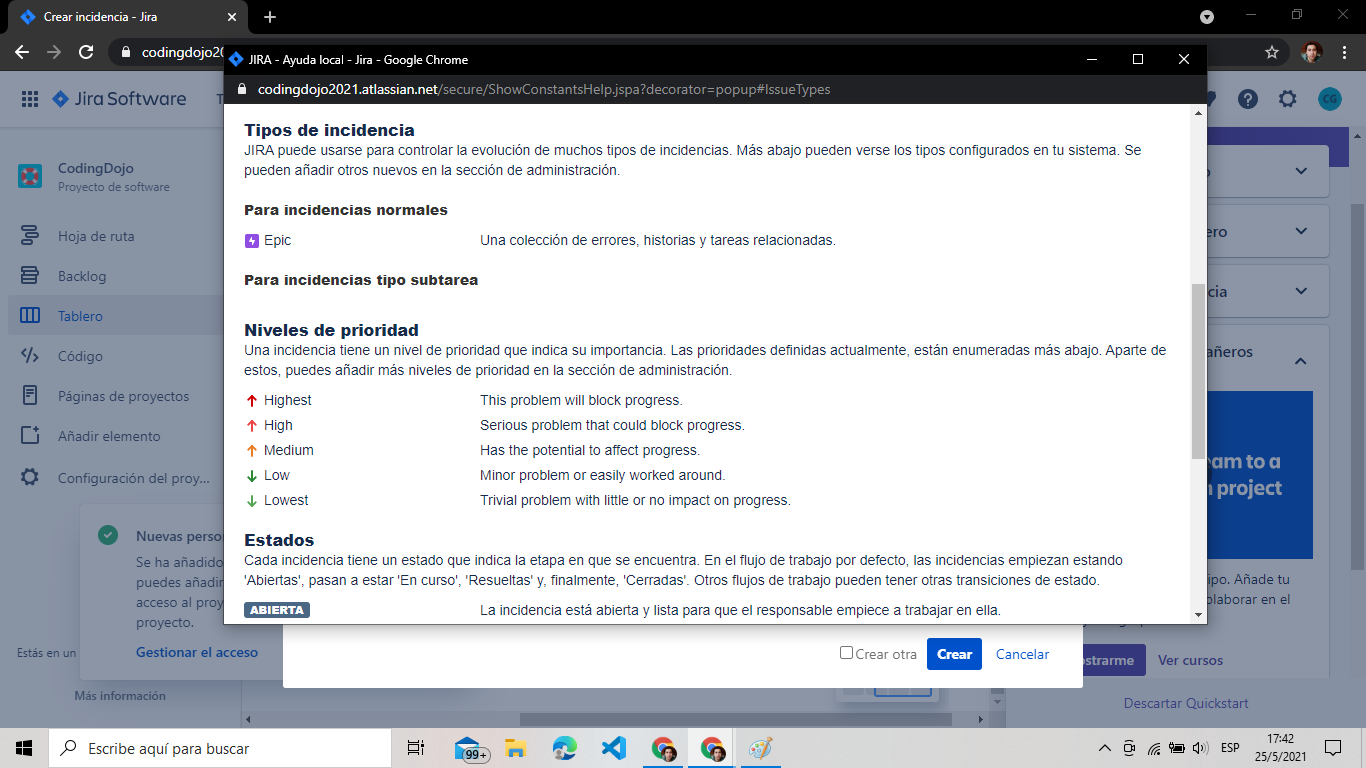 Crear incidencia - Jira
codingdojo20
JIRA - Ayuda local - Jira - Google Chrome
codingdojo2021.atlassian.net/secure/ShowConstantsHelp.jspa?decorator=popup#IssueTypes
Jira Software
CG
CodingDojo
Proyecto de software
Hoja de ruta
Backlog
Tablero
Código
Páginas de proyectos
Añadir elemento
Configuración del proy...
Tipos de incidencia
JIRA puede usarse para controlar la evolución de muchos tipos de incidencias. Más abajo pueden verse los tipos configurados en tu sistema. Se
pueden añadir otros nuevos en la sección de administración.
Para incidencias normales
Epic Una colección de errores, historias y tareas relacionadas.
Para incidencias tipo subtarea
Niveles de prioridad
Una incidencia tiene un nivel de prioridad que indica su importancia. Las prioridades definidas actualmente, están enumeradas más abajo. Aparte de
estos, puedes añadir más niveles de prioridad en la sección de administración.
Highest This problem will block progress.
High Serious problem that could block progress.
Medium Has the potential to affect progress.
Low Minor problem or easily worked around.
Lowest Trivial problem with little or no impact on progress.
Estados
Cada incidencia tiene un estado que indica la etapa en que se encuentra. En el flujo de trabajo por defecto, las incidencias empiezan estando
'Abiertas', pasan a estar 'En curso', 'Resueltas' y, finalmente, 'Cerradas'. Otros flujos de trabajo pueden tener otras transiciones de estado.
ABIERTA La incidencia está abierta y lista para que el responsable empiece a trabajar en ella.
Nuevas perso
Se ha añadido
puedes añadir
acceso al proy
proyecto.
Gestionar el acceso
Estás en un
Más información
ero
cia
añeros
eam to a
n project
ipo. Añade tu
olaborar en el
Crear otra
Crear
Cancelar
ostrarme
Ver cursos
Descartar Quickstart
Escribe aquí para buscar
99+
ESP
17:42
25/5/2021